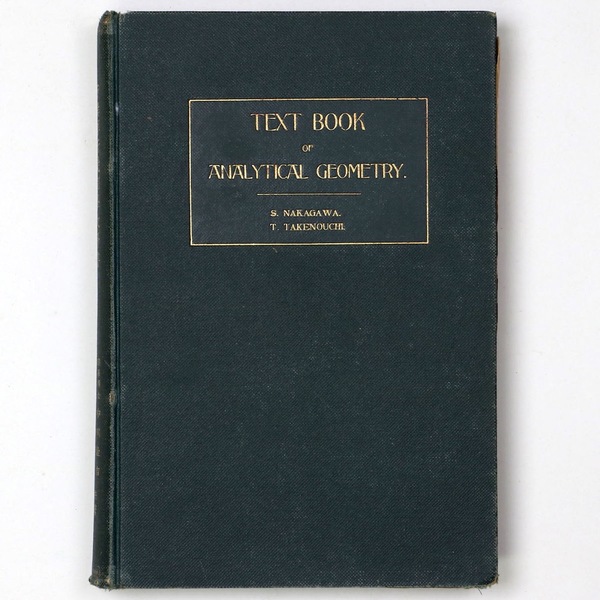 TEXT BOOK
OF
ANALYTICAL GEOMETRY.
S. NAKAGAWA.
T. TAKENOUCHI.